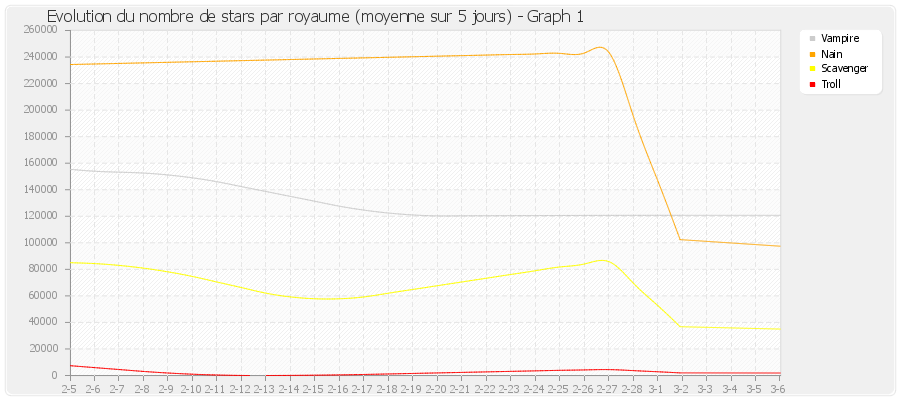 Evolution du nombre de stars par royaume (moyenne sur 5 jours) - Graph 1
260000
240000
220000
200000
180000
160000
140000
120000
100000
80000
60000
40000
20000
0
2-5 2-6 2-7 2-8 2-9 2-10 2-11 2-12 2-13 2-14 2-15 2-16 2-17 2-18 2-19 2-20 2-21 2-22 2-23 2-24 2-25 2-26 2-27 2-28 3-1 3-2 3-3 3-4 3-5 3-6
Vampire
Nain
Scavenger
Troll